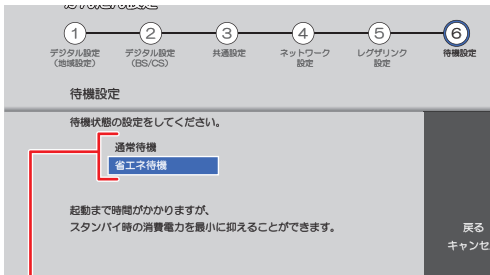 1 2 3 4 5 6
デジタル設定 デジタル設定 共通設定 ネットワーク レグザリンク 待機設定
(地域設定) (BS/CS) 設定 設定
待機設定
待機状態の設定をしてください。
通常待機
省エネ待機
起動まで時間がかかりますが、
スタンバイ時の消費電力を最小に抑えることができます。
戻る
キャンセ